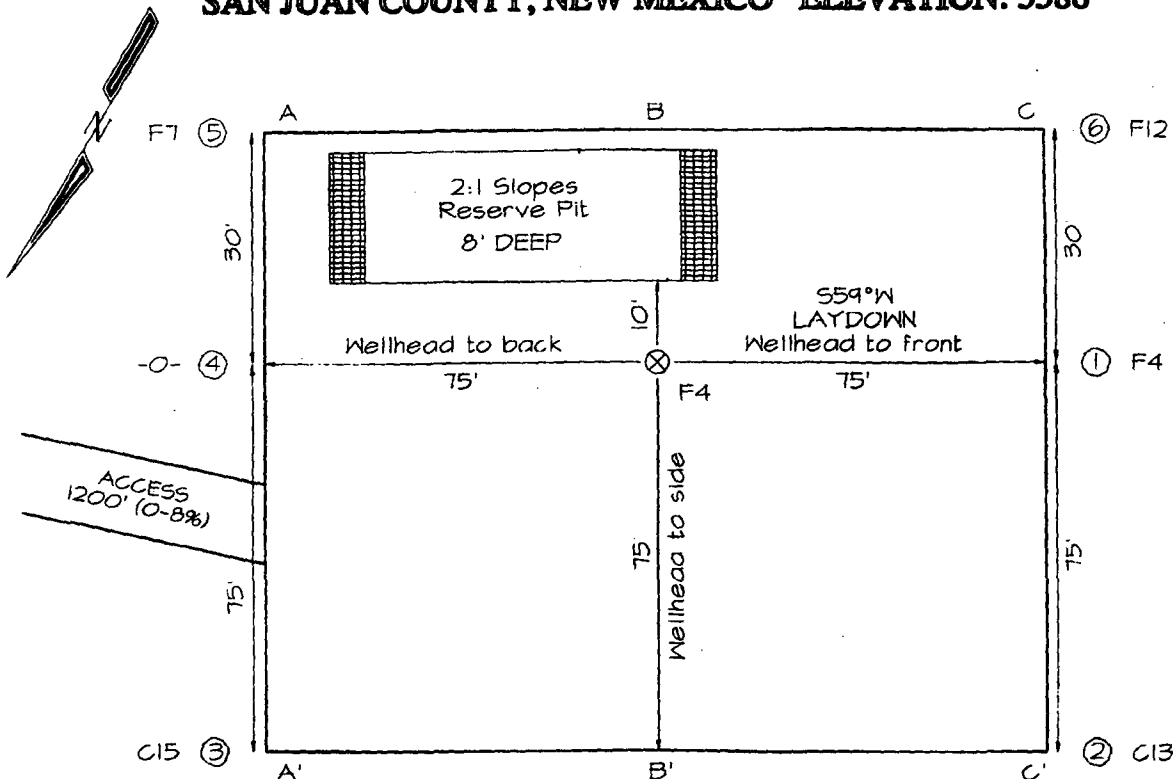 SAN JUAN COUNTY, NEW MEXICO ELEVATION: 5588
N
A B C
F7 ⑤ ⑥ F12
2:1 Slopes
Reserve Pit
8' DEEP
30' 30
10'
S59°W
LAYDOWN
Wellhead to back
Wellhead to front
-0- ④ ① F4
75' 75'
F4
ACCESS
1200' (0-8%)
75' 75 Wellhead to side 75'
C15 ③ ② C13
A' B' C'